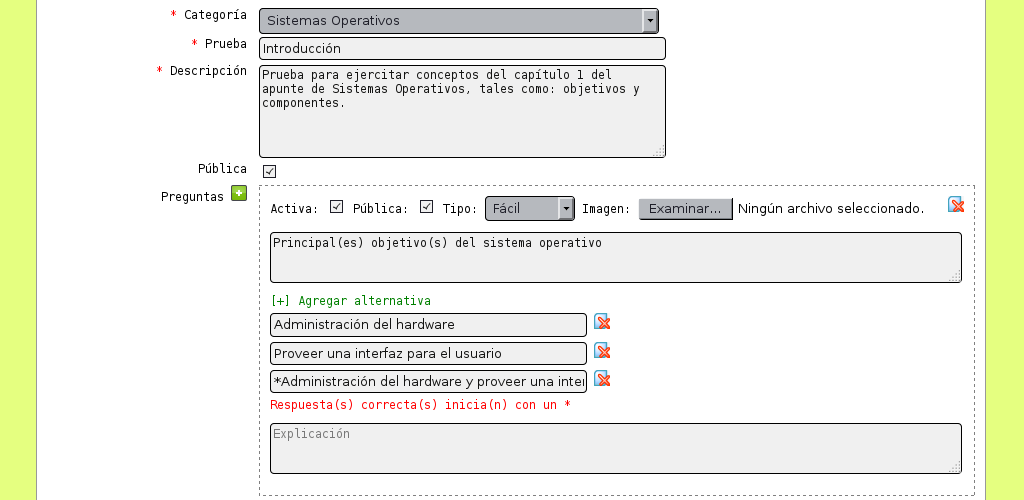 * Categoría Sistemas Operativos
* Prueba Introducción
* Descripción Prueba para ejercitar conceptos del capítulo 1 del
apunte de Sistemas Operativos, tales como: objetivos y
componentes.
Pública
Preguntas
Activa: Pública: Tipo: Fácil Imagen: Examinar... Ningún archivo seleccionado.
Principal(es) objetivo(s) del sistema operativo
[+] Agregar alternativa
Administración del hardware
Proveer una interfaz para el usuario
*Administración del hardware y proveer una inter
Respuesta(s) correcta(s) inicia(n) con un *
Explicación